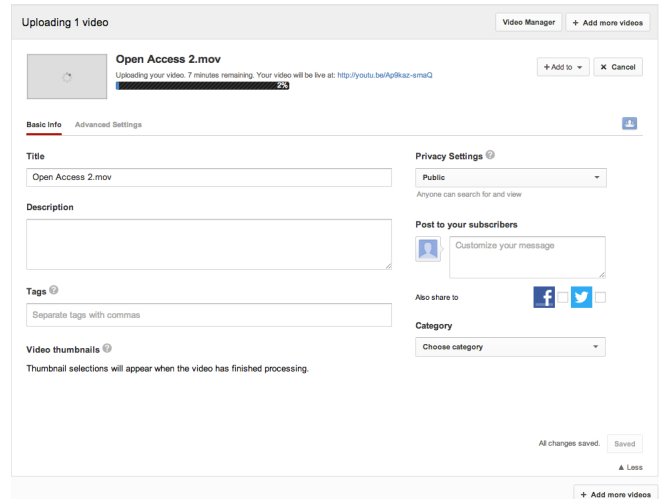 Uploading 1 video
Video Manager
+ Add more videos
Open Access 2.mov
Uploading your video. 7 minutes remaining. Your video will be live at: http://youtu.be/Ap9kaz-smaQ
2%
+ Add to
× Cancel
Basic Info
Advanced Settings
Title
Open Access 2.mov
Description
Tags ?
Separate tags with commas
Video thumbnails ?
Thumbnail selections will appear when the video has finished processing.
Privacy Settings ?
Public
Anyone can search for and view
Post to your subscribers
Customize your message
Also share to
f
Category
Choose category
All changes saved.
Saved
▲ Less
+ Add more videos